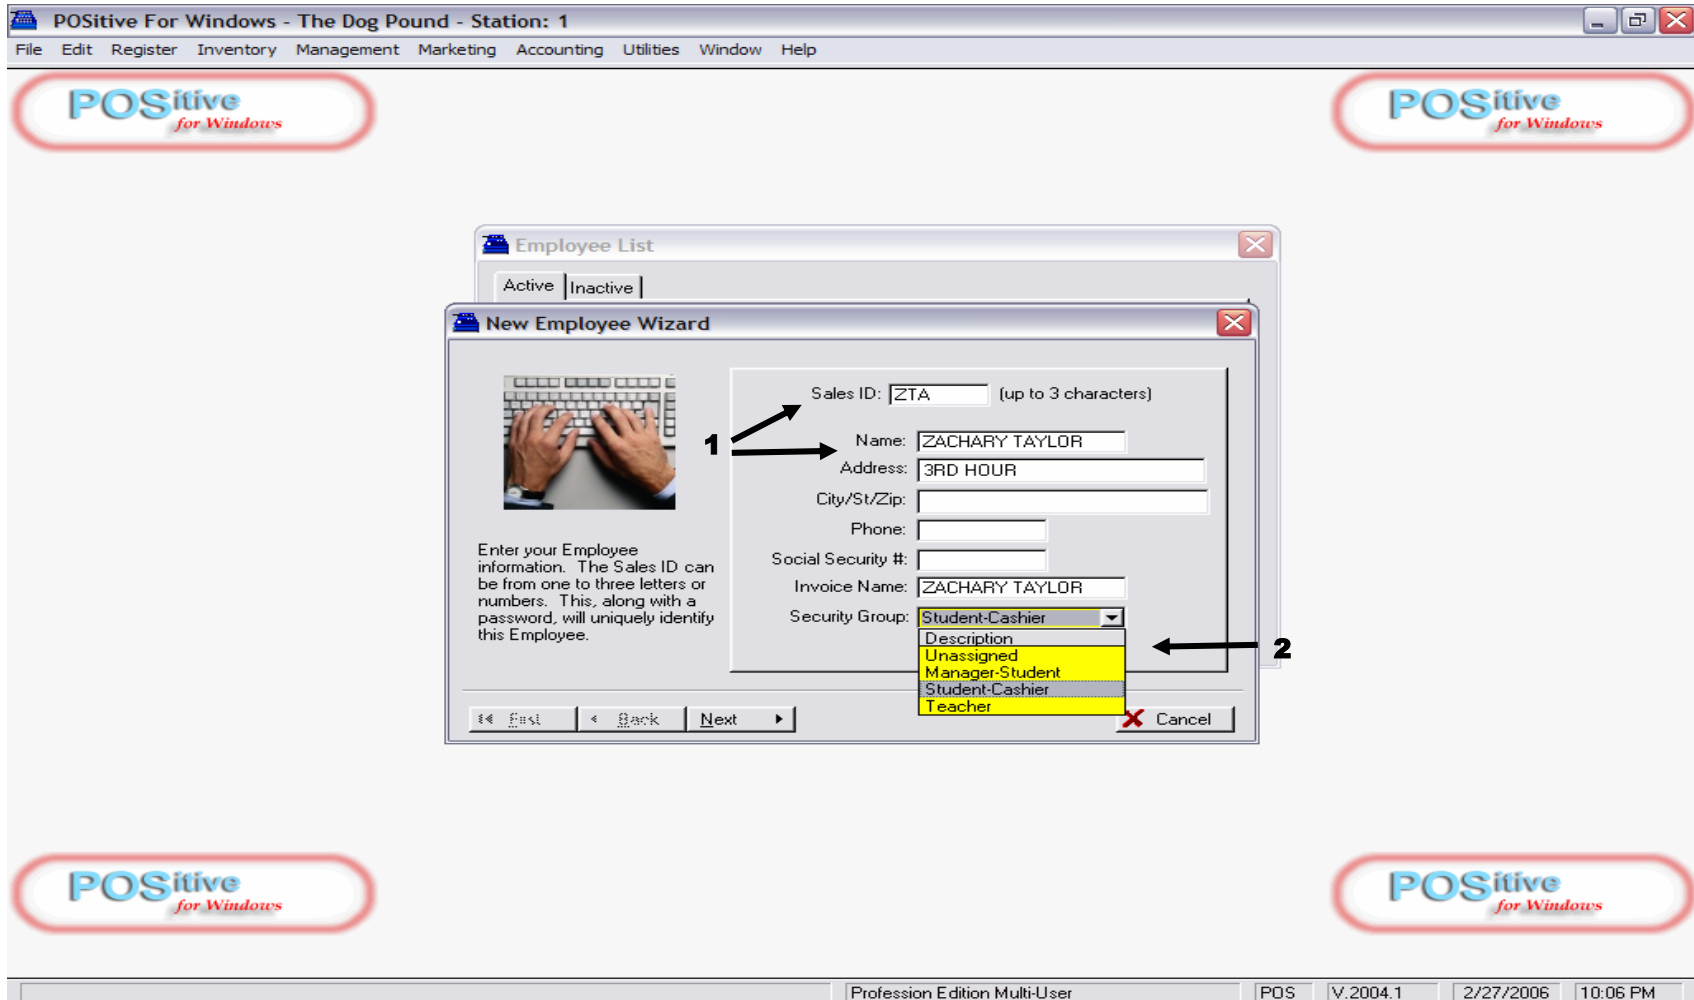 POSitive For Windows - The Dog Pound - Station: 1
File Edit Register Inventory Management Marketing Accounting Utilities Window Help
POSitive
for Windows
POSitive
for Windows
Employee List
Active Inactive
New Employee Wizard
Sales ID: ZTA (up to 3 characters)
1
Name: ZACHARY TAYLOR
Address: 3RD HOUR
City/St/Zip:
Phone:
Social Security #:
Invoice Name: ZACHARY TAYLOR
Security Group: Student-Cashier
Description
Unassigned
Manager-Student
Student-Cashier
Teacher
2
Enter your Employee
information. The Sales ID can
be from one to three letters or
numbers. This, along with a
password, will uniquely identify
this Employee.
First Back Next Cancel
POSitive
for Windows
POSitive
for Windows
Profession Edition Multi-User POS V.2004.1 2/27/2006 10:06 PM